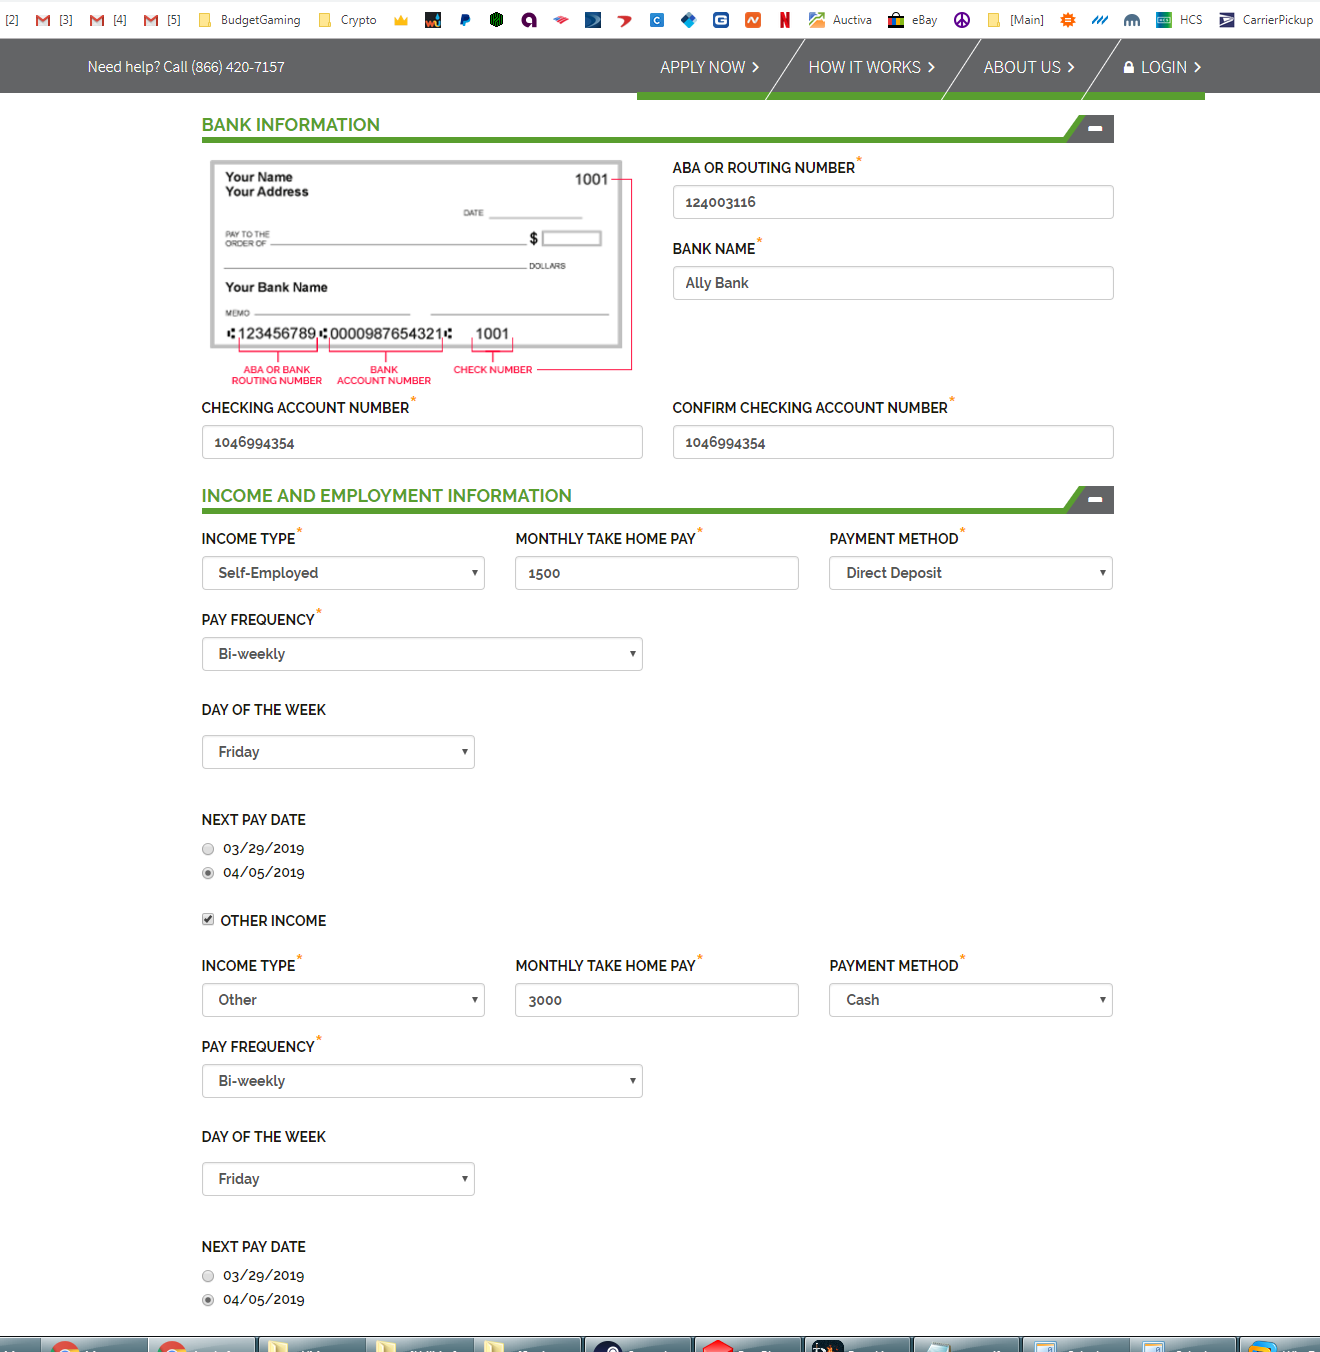 [2] [3] [4] [5] BudgetGaming Crypto Auctiva eBay [Main] HCS CarrierPickup
Need help? Call (866) 420-7157 APPLY NOW HOW IT WORKS ABOUT US LOGIN
BANK INFORMATION
Your Name
Your Address
1001
DATE
PAY TO THE
ORDER OF
$
DOLLARS
Your Bank Name
MEMO
⑆123456789⑆0000987654321⑆ 1001
ABA OR BANK
ROUTING NUMBER
BANK
ACCOUNT NUMBER
CHECK NUMBER
ABA OR ROUTING NUMBER*
124003116
BANK NAME*
Ally Bank
CHECKING ACCOUNT NUMBER* CONFIRM CHECKING ACCOUNT NUMBER*
1046994354 1046994354
INCOME AND EMPLOYMENT INFORMATION
INCOME TYPE* MONTHLY TAKE HOME PAY* PAYMENT METHOD*
Self-Employed 1500 Direct Deposit
PAY FREQUENCY*
Bi-weekly
DAY OF THE WEEK
Friday
NEXT PAY DATE
03/29/2019
04/05/2019
OTHER INCOME
INCOME TYPE* MONTHLY TAKE HOME PAY* PAYMENT METHOD*
Other 3000 Cash
PAY FREQUENCY*
Bi-weekly
DAY OF THE WEEK
Friday
NEXT PAY DATE
03/29/2019
04/05/2019